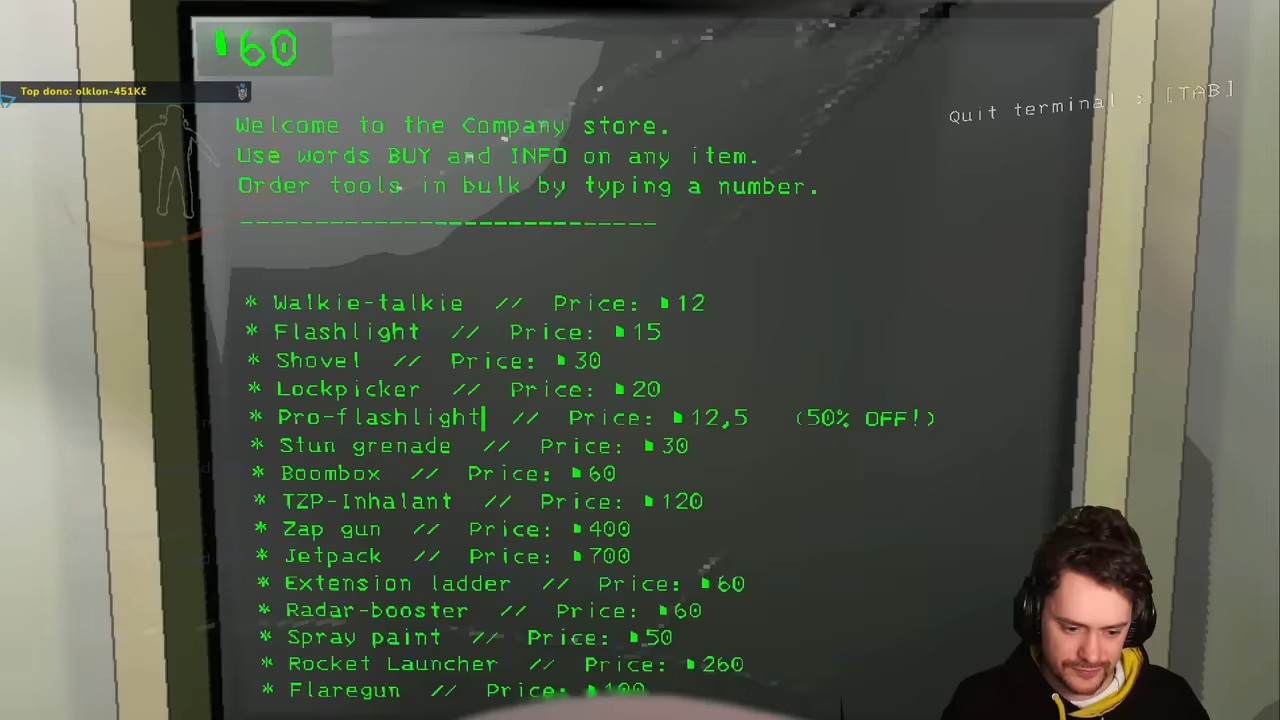 ▮60
Top dono: olklon-451Kč
Quit terminal : [TAB]
Welcome to the Company store.
Use words BUY and INFO on any item.
Order tools in bulk by typing a number.
----------------------------
* Walkie-talkie // Price: ▮12
* Flashlight // Price: ▮15
* Shovel // Price: ▮30
* Lockpicker // Price: ▮20
* Pro-flashlight // Price: ▮12,5 (50% OFF!)
* Stun grenade // Price: ▮30
* Boombox // Price: ▮60
* TZP-Inhalant // Price: ▮120
* Zap gun // Price: ▮400
* Jetpack // Price: ▮700
* Extension ladder // Price: ▮60
* Radar-booster // Price: ▮60
* Spray paint // Price: ▮50
* Rocket Launcher // Price: ▮260
* Flaregun // Price: ▮100